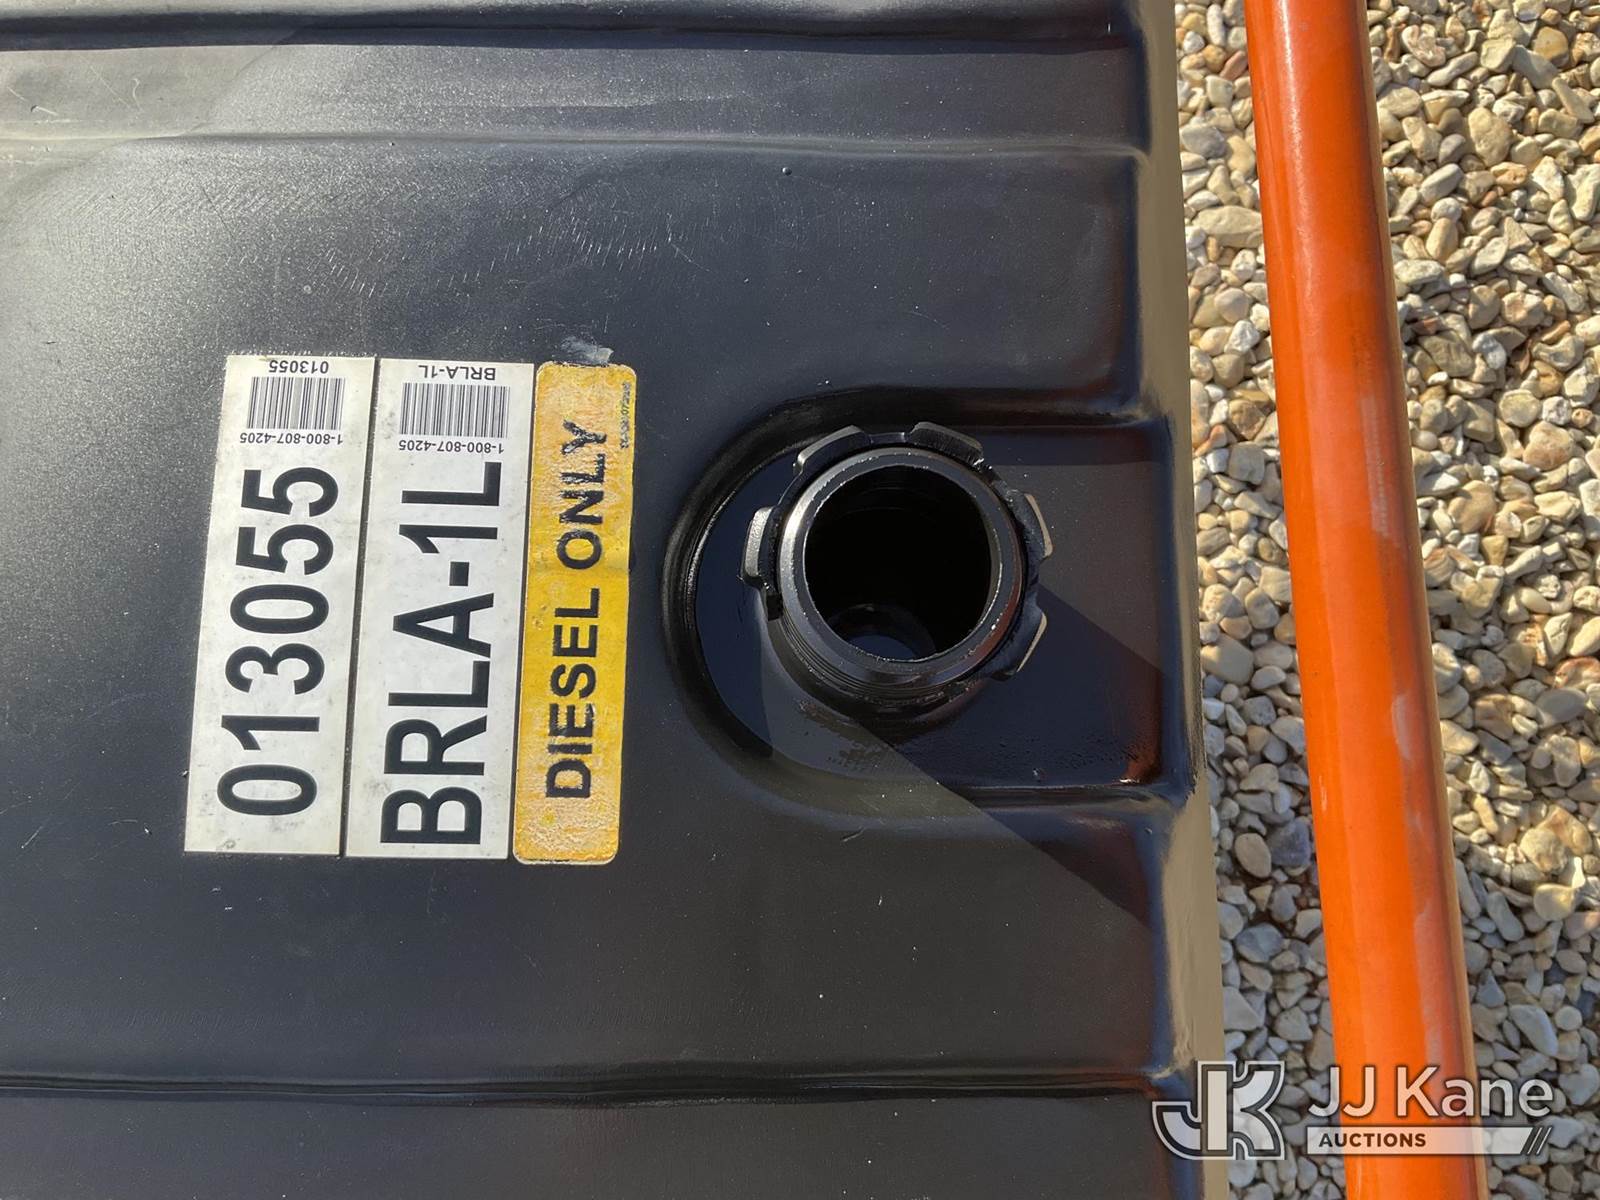 013055
1-800-807-4205
013055
BRLA-1L
1-800-807-4205
BRLA-1L
DIESEL ONLY
JJ Kane
AUCTIONS